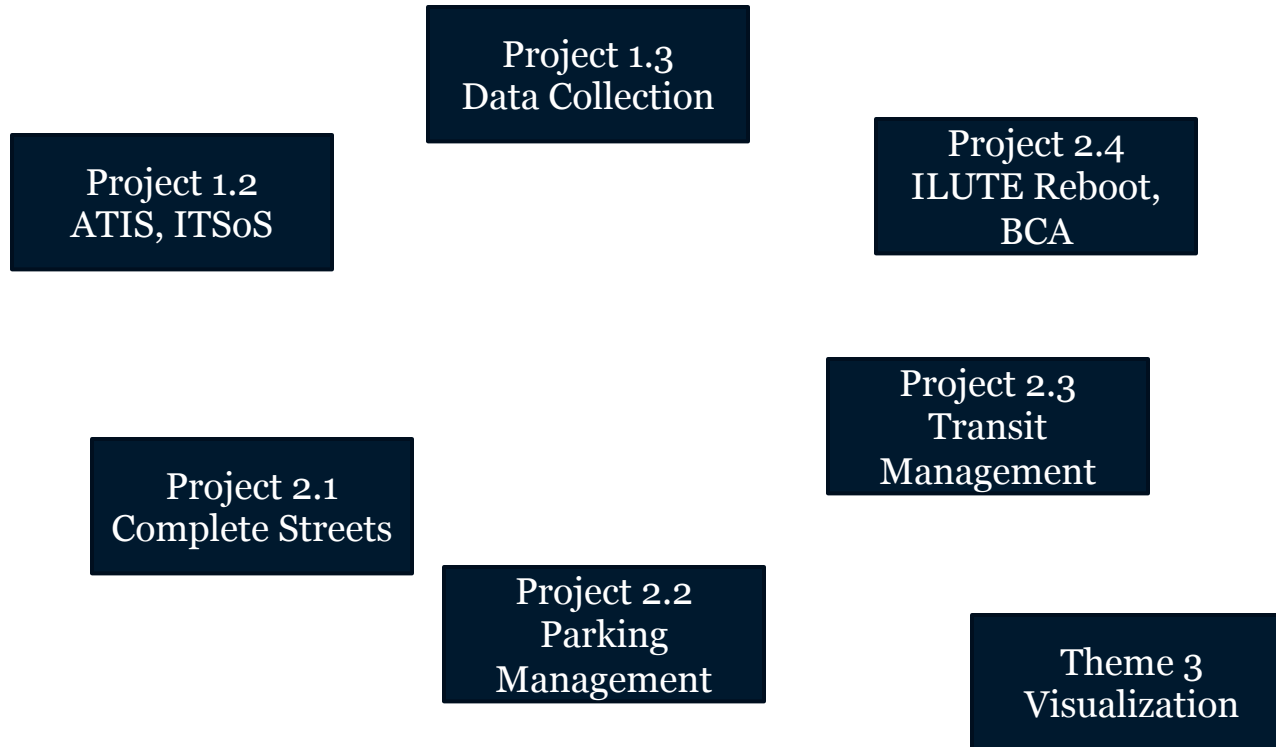 Project 1.3
Data Collection
Project 1.2
ATIS, ITSoS
Project 2.4
ILUTE Reboot,
BCA
Project 2.3
Transit
Management
Project 2.1
Complete Streets
Project 2.2
Parking
Management
Theme 3
Visualization